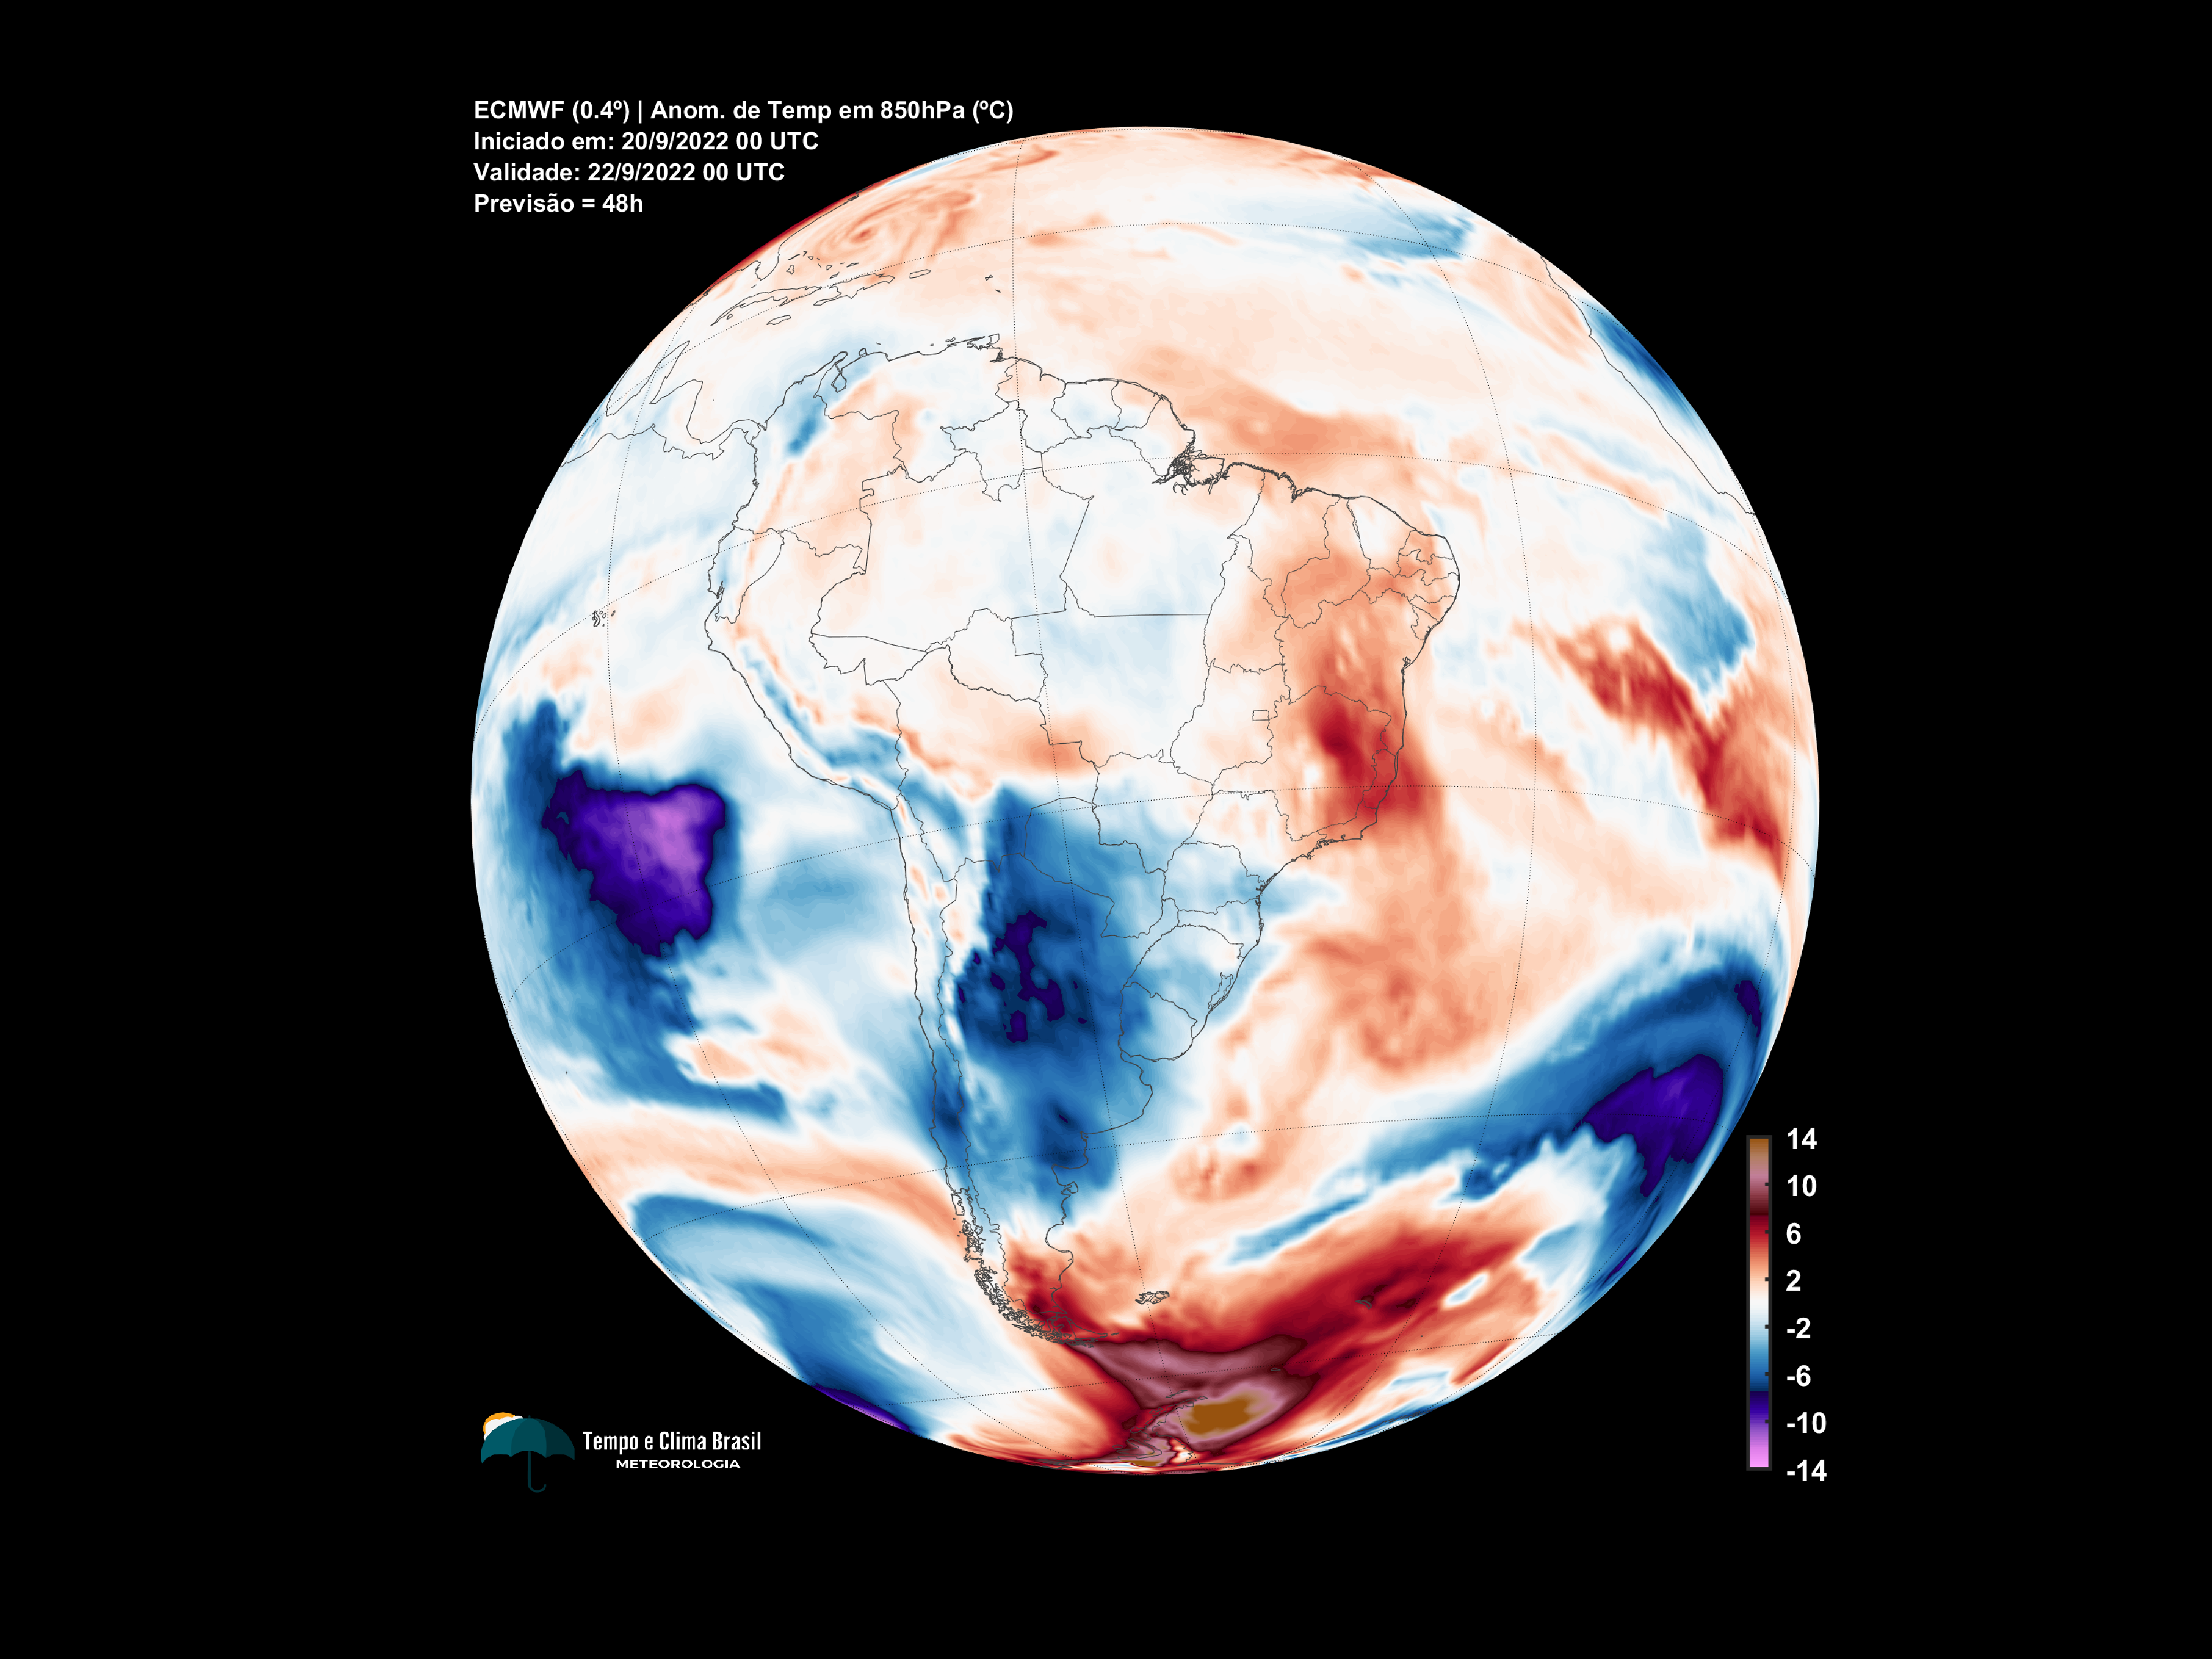 ECMWF (0.4º) | Anom. de Temp em 850hPa (ºC)
Iniciado em: 20/9/2022 00 UTC
Validade: 22/9/2022 00 UTC
Previsão = 48h
14
10
6
2
-2
-6
-10
-14
Tempo e Clima Brasil
METEOROLOGIA